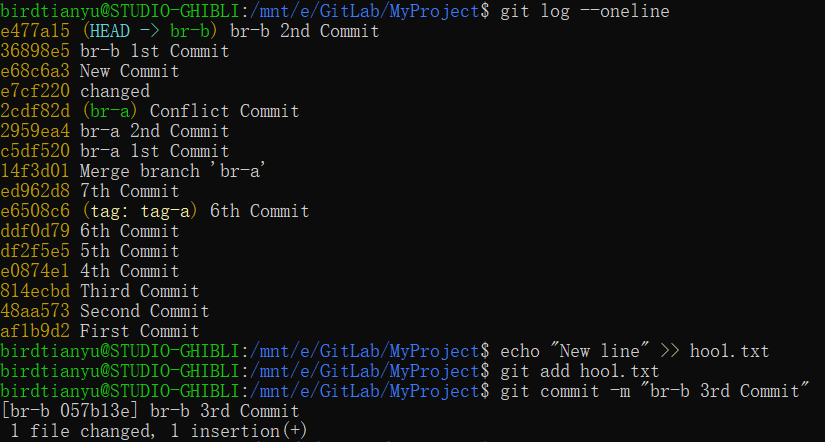 birdtianyu@STUDIO-GHIBLI:/mnt/e/GitLab/MyProject$ git log --oneline
e477a15 (HEAD -> br-b) br-b 2nd Commit
36898e5 br-b 1st Commit
e68c6a3 New Commit
e7cf220 changed
2cdf82d (br-a) Conflict Commit
2959ea4 br-a 2nd Commit
c5df520 br-a 1st Commit
14f3d01 Merge branch 'br-a'
ed962d8 7th Commit
e6508c6 (tag: tag-a) 6th Commit
ddf0d79 6th Commit
df2f5e5 5th Commit
e0874e1 4th Commit
814ecbd Third Commit
48aa573 Second Commit
af1b9d2 First Commit
birdtianyu@STUDIO-GHIBLI:/mnt/e/GitLab/MyProject$ echo "New line" >> hool.txt
birdtianyu@STUDIO-GHIBLI:/mnt/e/GitLab/MyProject$ git add hool.txt
birdtianyu@STUDIO-GHIBLI:/mnt/e/GitLab/MyProject$ git commit -m "br-b 3rd Commit"
[br-b 057b13e] br-b 3rd Commit
 1 file changed, 1 insertion(+)